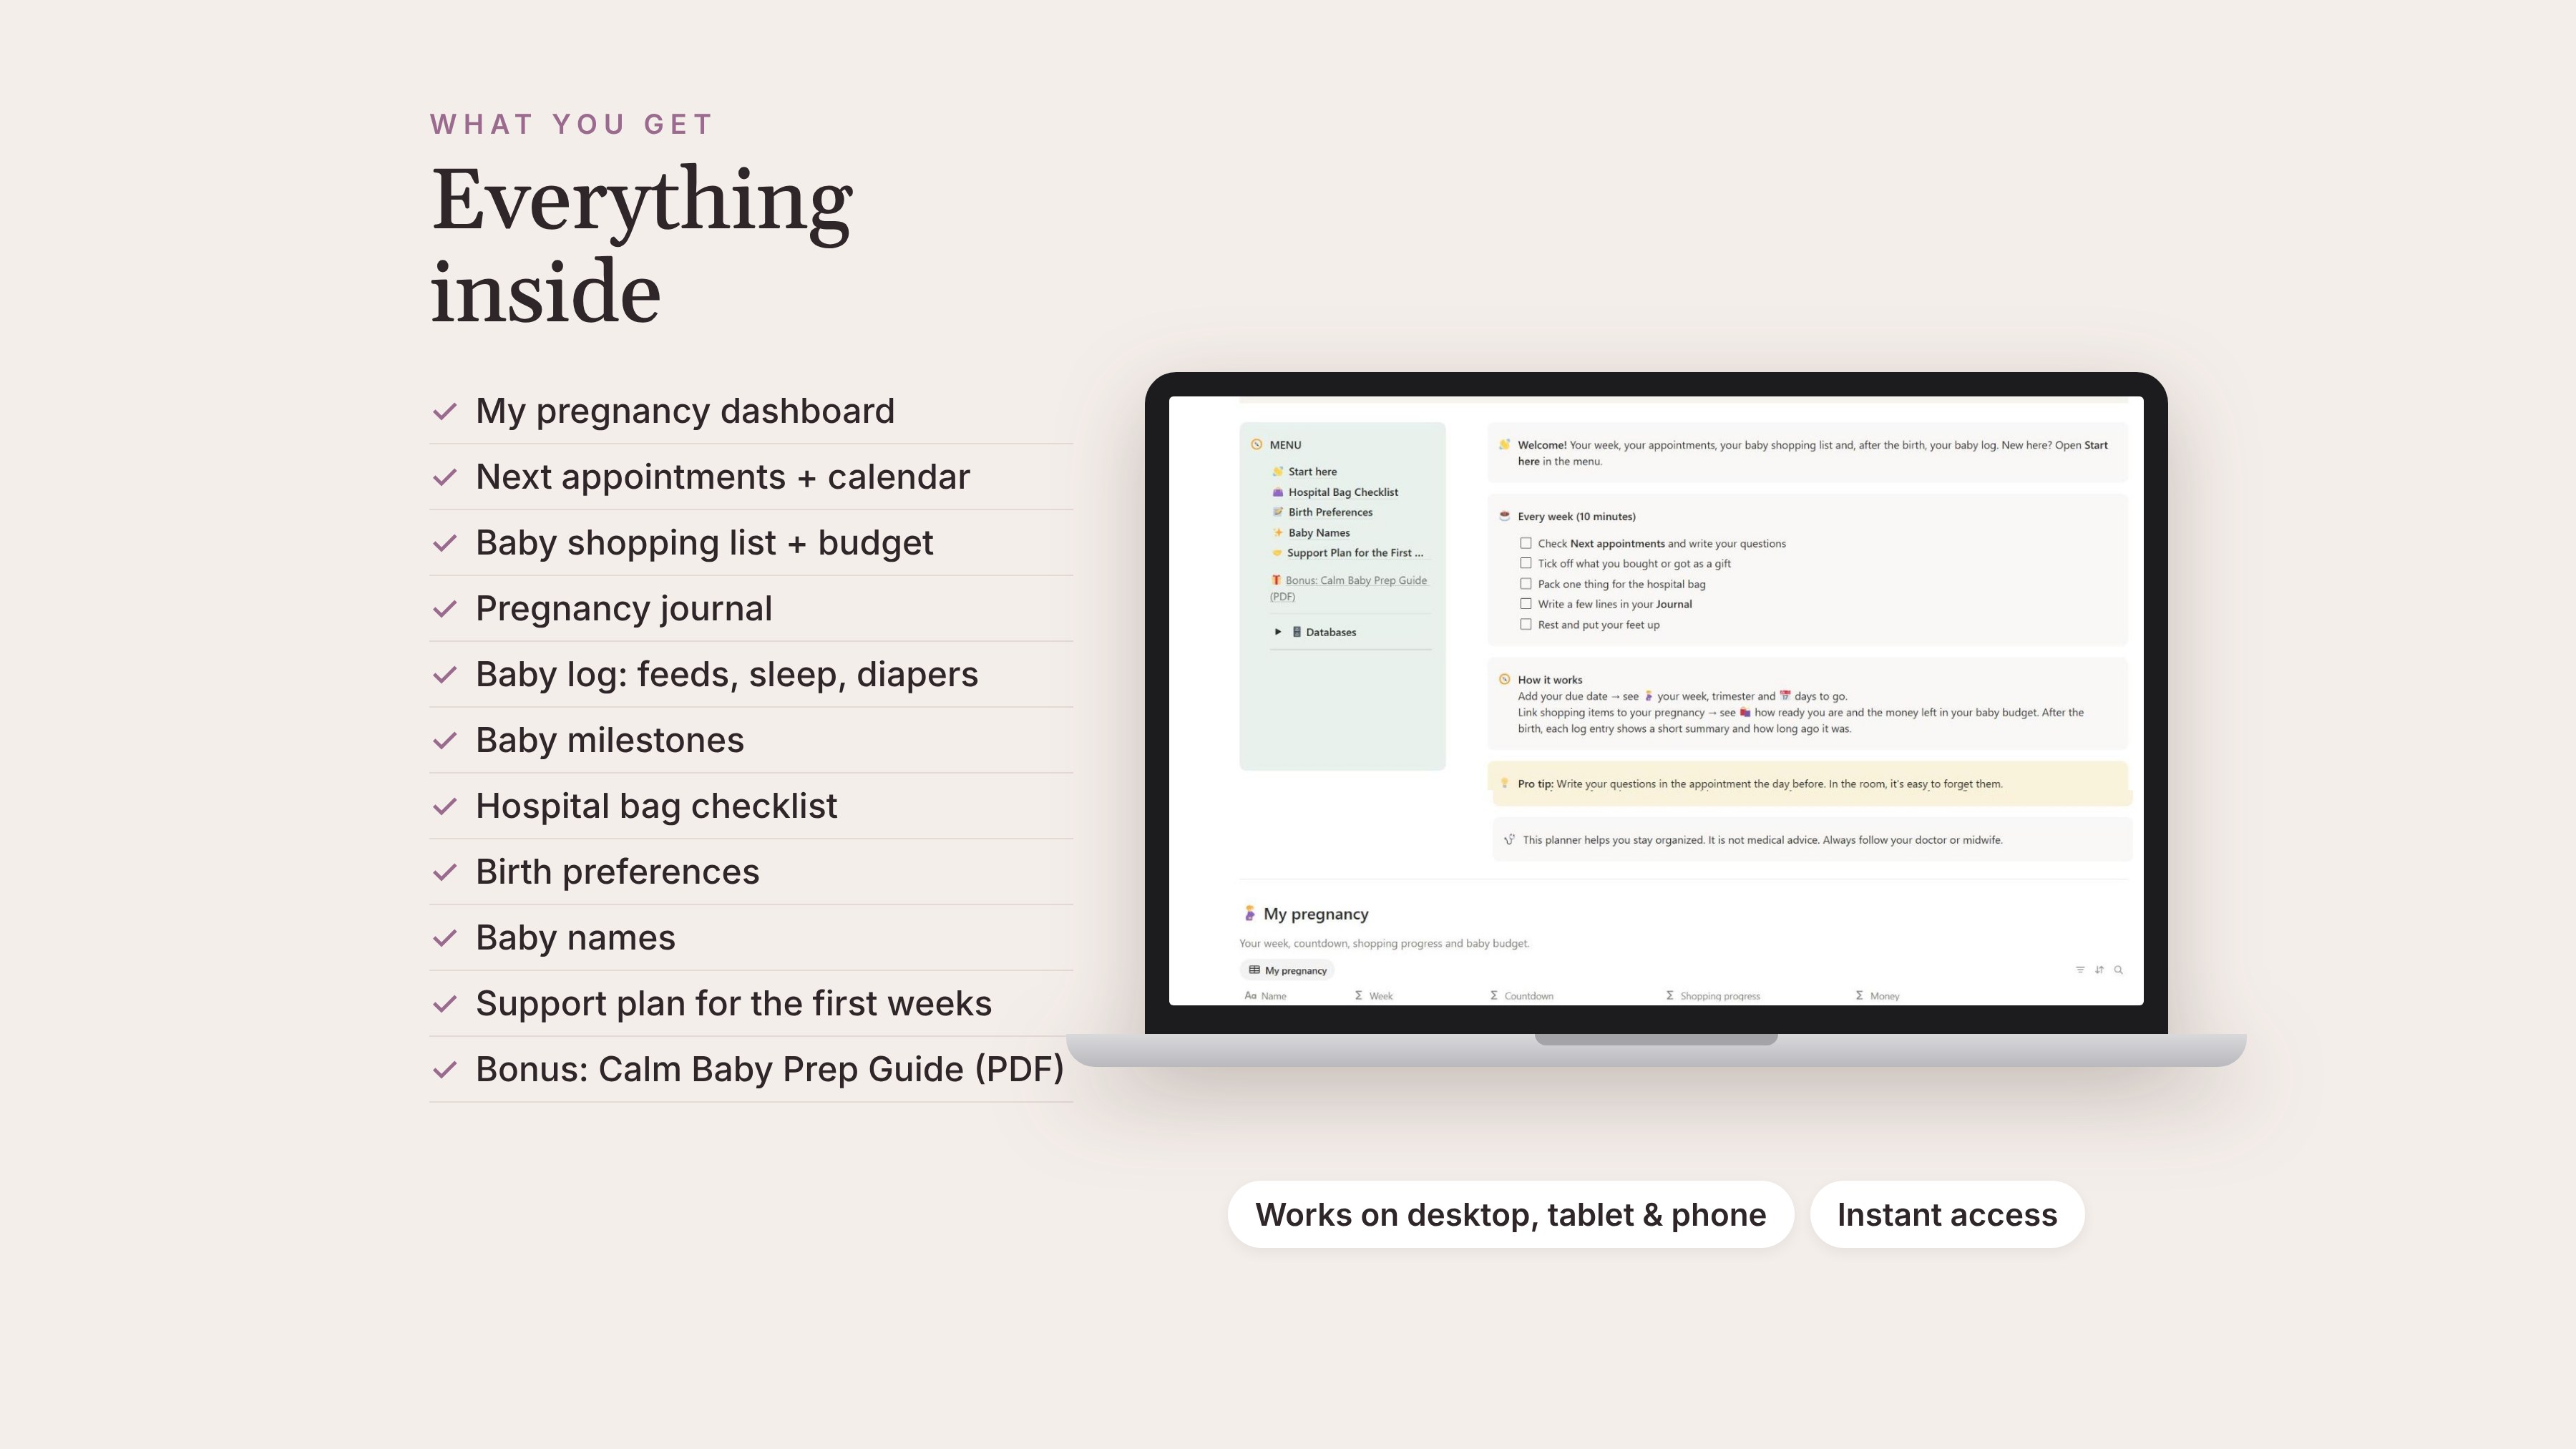 WHAT YOU GET
Everything
inside
My pregnancy dashboard
Next appointments + calendar
Baby shopping list + budget
Pregnancy journal
Baby log: feeds, sleep, diapers
Baby milestones
Hospital bag checklist
Birth preferences
Baby names
Support plan for the first weeks
Bonus: Calm Baby Prep Guide (PDF)
MENU
Start here
Hospital Bag Checklist
Birth Preferences
Baby Names
Support Plan for the First ...
Bonus: Calm Baby Prep Guide
(PDF)
Databases
Welcome! Your week, your appointments, your baby shopping list and, after the birth, your baby log. New here? Open Start
here in the menu.
Every week (10 minutes)
Check Next appointments and write your questions
Tick off what you bought or got as a gift
Pack one thing for the hospital bag
Write a few lines in your Journal
Rest and put your feet up
How it works
Add your due date → see your week, trimester and days to go.
Link shopping items to your pregnancy → see how ready you are and the money left in your baby budget. After the
birth, each log entry shows a short summary and how long ago it was.
Pro tip: Write your questions in the appointment the day before. In the room, it's easy to forget them.
This planner helps you stay organized. It is not medical advice. Always follow your doctor or midwife.
My pregnancy
Your week, countdown, shopping progress and baby budget.
My pregnancy
Aa Name Σ Week Σ Countdown Σ Shopping progress Σ Money
Works on desktop, tablet & phone
Instant access